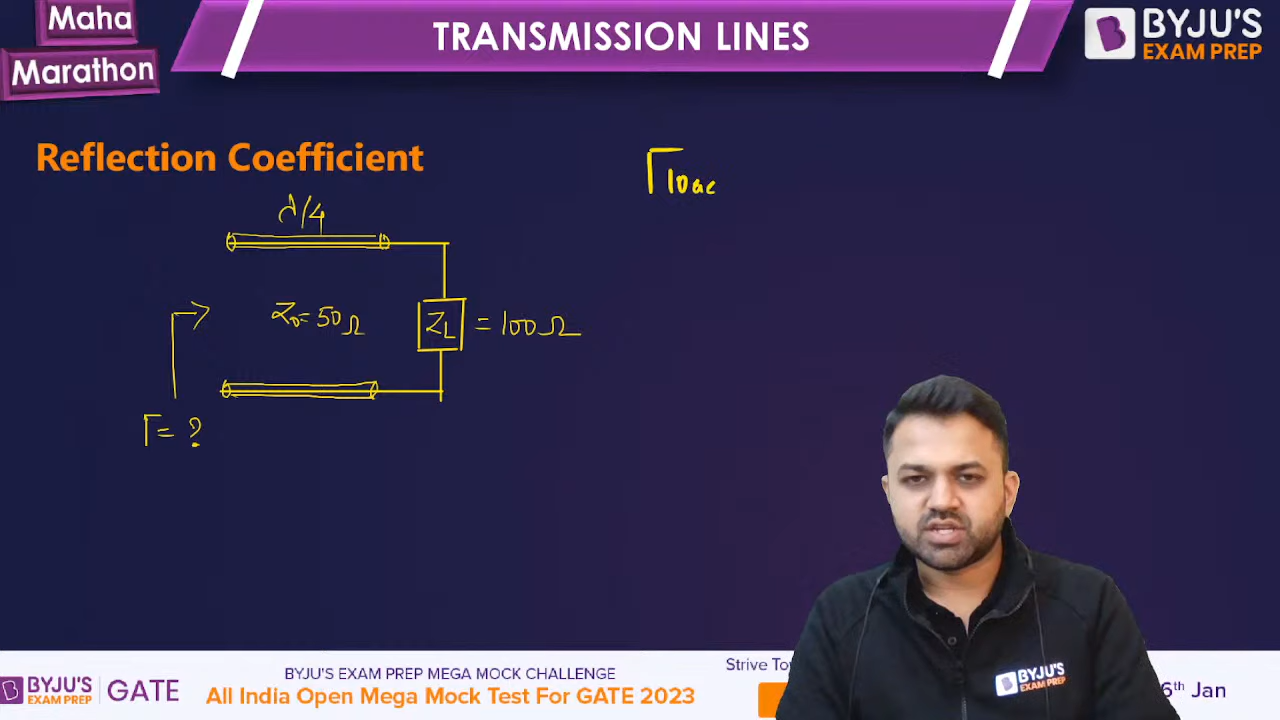 Maha
Marathon
TRANSMISSION LINES
BYJU'S
EXAM PREP
Reflection Coefficient
λ/4
Z₀=50Ω
Z_L
= 100Ω
Γ= ?
Γ load
BYJU'S
EXAM PREP
BYJU'S
EXAM PREP
GATE
BYJU'S EXAM PREP MEGA MOCK CHALLENGE
All India Open Mega Mock Test For GATE 2023
Strive To
6th Jan